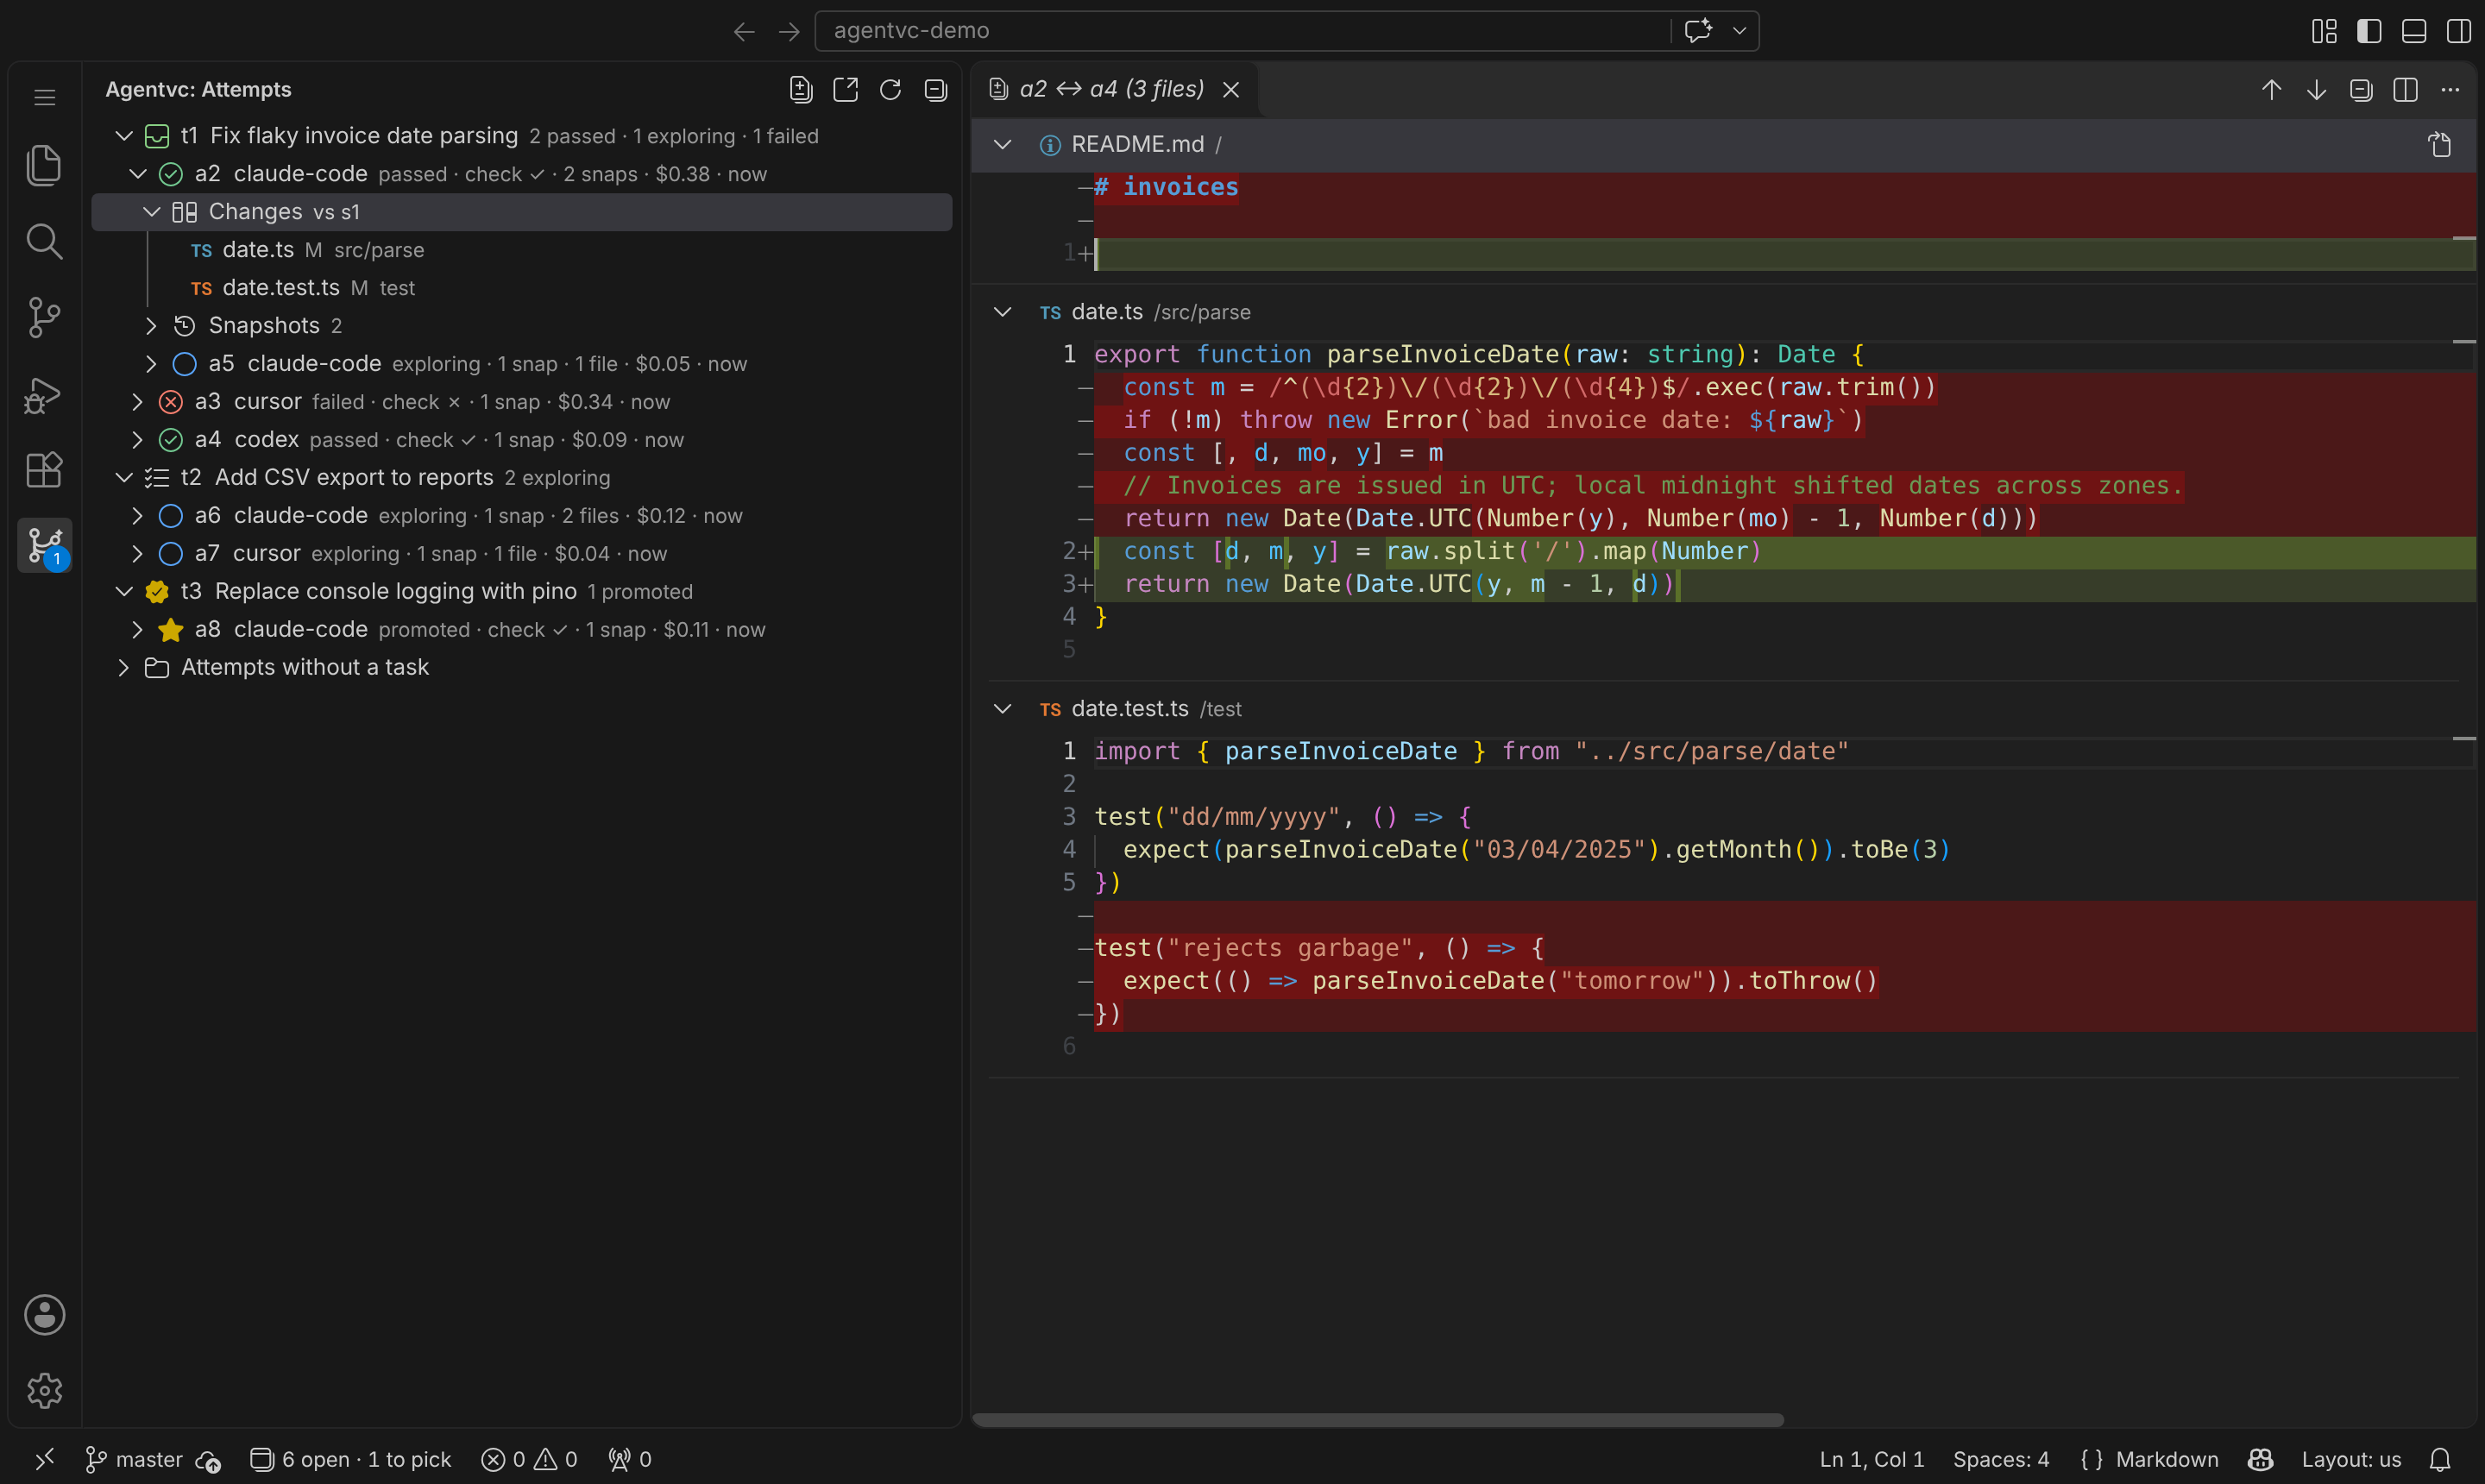 agentvc-demo
Agentvc: Attempts
t1 Fix flaky invoice date parsing 2 passed · 1 exploring · 1 failed
a2 claude-code passed · check ✓ · 2 snaps · $0.38 · now
Changes vs s1
TS date.ts M src/parse
TS date.test.ts M test
Snapshots 2
a5 claude-code exploring · 1 snap · 1 file · $0.05 · now
a3 cursor failed · check × · 1 snap · $0.34 · now
a4 codex passed · check ✓ · 1 snap · $0.09 · now
t2 Add CSV export to reports 2 exploring
a6 claude-code exploring · 1 snap · 2 files · $0.12 · now
a7 cursor exploring · 1 snap · 1 file · $0.04 · now
t3 Replace console logging with pino 1 promoted
a8 claude-code promoted · check ✓ · 1 snap · $0.11 · now
Attempts without a task
1
a2 ↔ a4 (3 files)
README.md /
— # invoices
—
1+
TS date.ts /src/parse
1 export function parseInvoiceDate(raw: string): Date {
— const m = /^(\d{2})\/(\d{2})\/(\d{4})$/.exec(raw.trim())
— if (!m) throw new Error(`bad invoice date: ${raw}`)
— const [, d, mo, y] = m
— // Invoices are issued in UTC; local midnight shifted dates across zones.
— return new Date(Date.UTC(Number(y), Number(mo) - 1, Number(d)))
2+ const [d, m, y] = raw.split('/').map(Number)
3+ return new Date(Date.UTC(y, m - 1, d))
4 }
5
TS date.test.ts /test
1 import { parseInvoiceDate } from "../src/parse/date"
2
3 test("dd/mm/yyyy", () => {
4 expect(parseInvoiceDate("03/04/2025").getMonth()).toBe(3)
5 })
—
— test("rejects garbage", () => {
— expect(() => parseInvoiceDate("tomorrow")).toThrow()
— })
6
master 6 open · 1 to pick 0 0 0
Ln 1, Col 1 Spaces: 4 { } Markdown Layout: us